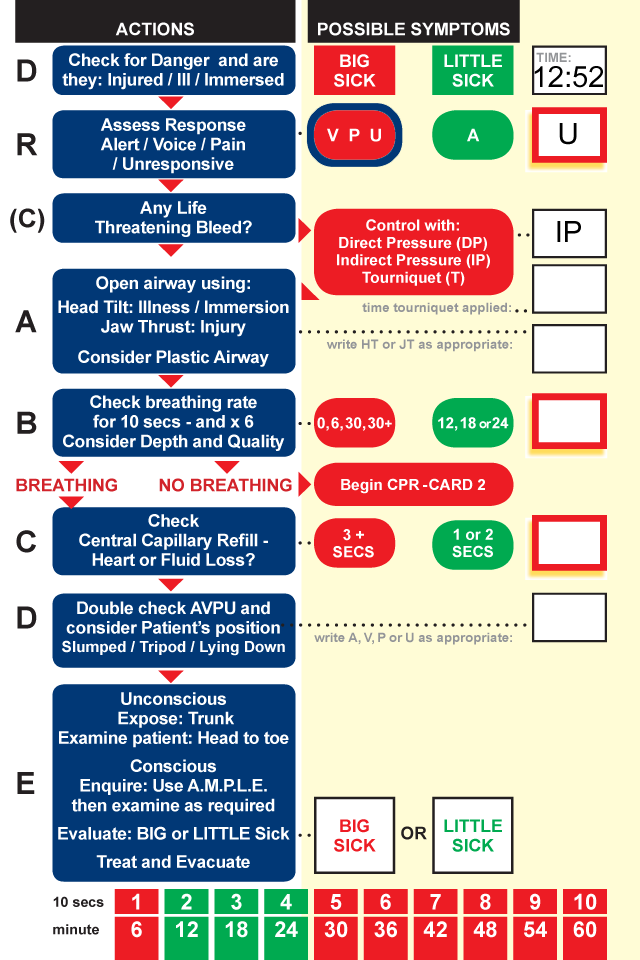 ACTIONS
POSSIBLE SYMPTOMS
D
Check for Danger and are
they: Injured / Ill / Immersed
BIG
SICK
LITTLE
SICK
TIME:
12:52
R
Assess Response
Alert / Voice / Pain
/ Unresponsive
V P U
A
U
(C)
Any Life
Threatening Bleed?
Control with:
Direct Pressure (DP)
Indirect Pressure (IP)
Tourniquet (T)
IP
time tourniquet applied:
A
Open airway using:
Head Tilt: Illness / Immersion
Jaw Thrust: Injury
Consider Plastic Airway
write HT or JT as appropriate:
B
Check breathing rate
for 10 secs - and x 6
Consider Depth and Quality
0,6,30,30+
12,18 or 24
BREATHING
NO BREATHING
Begin CPR -CARD 2
C
Check
Central Capillary Refill -
Heart or Fluid Loss?
3 +
SECS
1 or 2
SECS
D
Double check AVPU and
consider Patient's position
Slumped / Tripod / Lying Down
write A, V, P or U as appropriate:
E
Unconscious
Expose: Trunk
Examine patient: Head to toe
Conscious
Enquire: Use A.M.P.L.E.
then examine as required
Evaluate: BIG or LITTLE Sick
Treat and Evacuate
BIG
SICK
OR
LITTLE
SICK
10 secs 1 2 3 4 5 6 7 8 9 10
minute 6 12 18 24 30 36 42 48 54 60